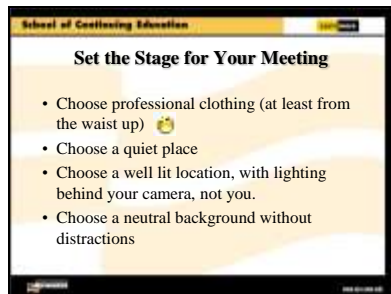 School of Continuing Education
Set the Stage for Your Meeting
• Choose professional clothing (at least from
the waist up)
• Choose a quiet place
• Choose a well lit location, with lighting
behind your camera, not you.
• Choose a neutral background without
distractions